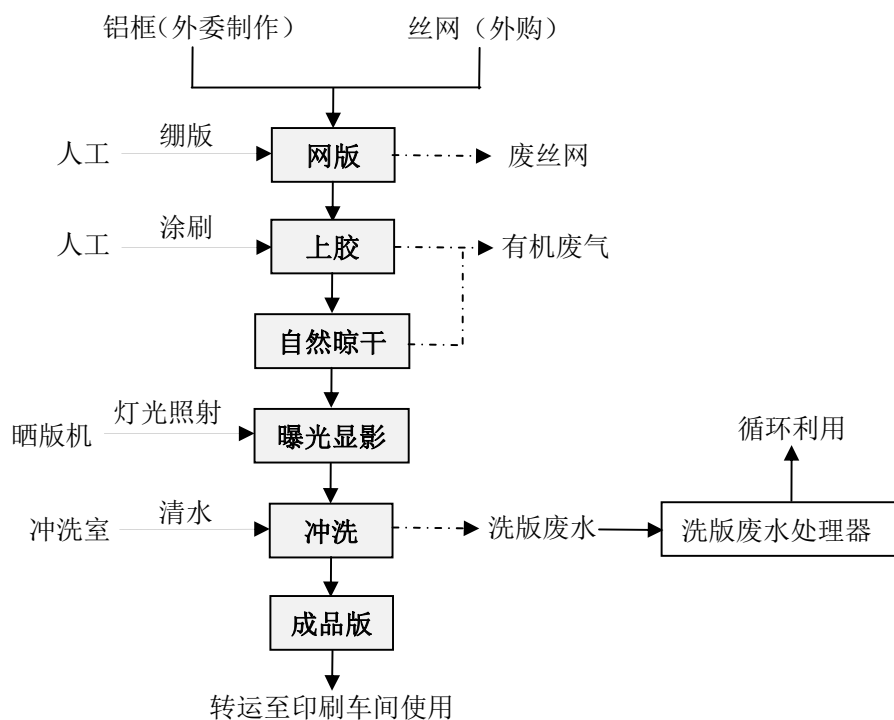 铝框（外委制作）
丝网（外购）
绷版
人工
网版
废丝网
涂刷
人工
上胶
有机废气
自然晾干
灯光照射
晒版机
曝光显影
循环利用
清水
冲洗室
冲洗
洗版废水
洗版废水处理器
成品版
转运至印刷车间使用